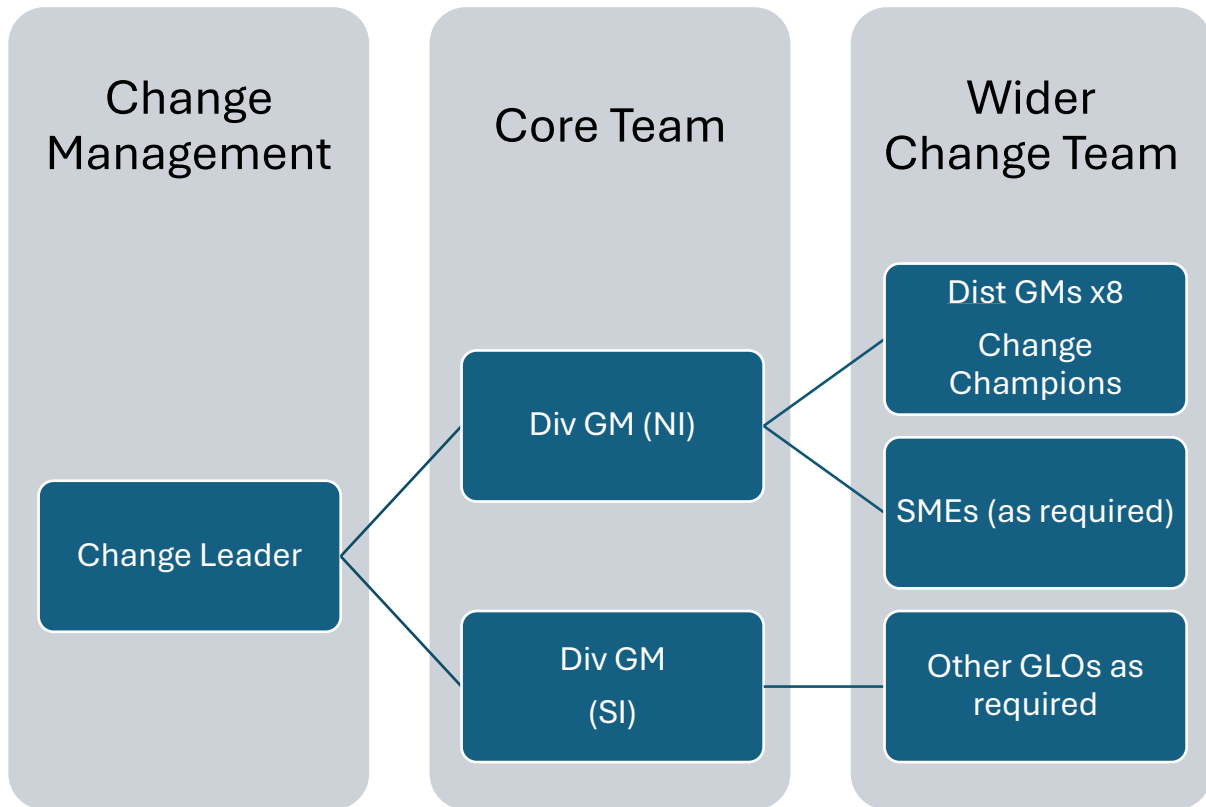 Change
Management
Core Team
Wider
Change Team
Change Leader
Div GM (NI)
Div GM
(SI)
Dist GMs x8
Change
Champions
SMEs (as required)
Other GLOs as
required